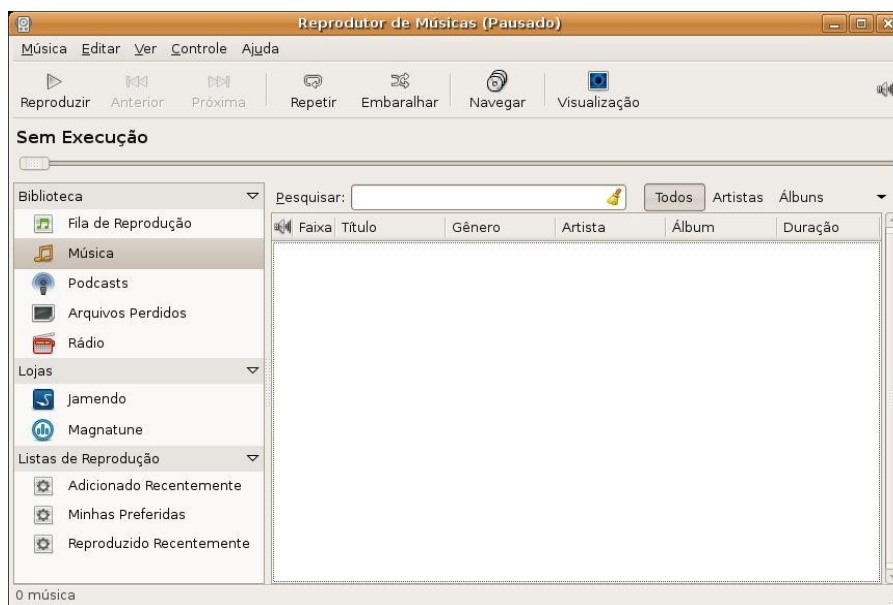 Reprodutor de Músicas (Pausado)
Música Editar Ver Controle Ajuda
Reproduzir Anterior Próxima Repetir Embaralhar Navegar Visualização
Sem Execução
Biblioteca
Pesquisar: Todos Artistas Álbuns
Fila de Reprodução
Faixa Título Gênero Artista Álbum Duração
Música
Podcasts
Arquivos Perdidos
Rádio
Lojas
Jamendo
Magnatune
Listas de Reprodução
Adicionado Recentemente
Minhas Preferidas
Reproduzido Recentemente
0 música